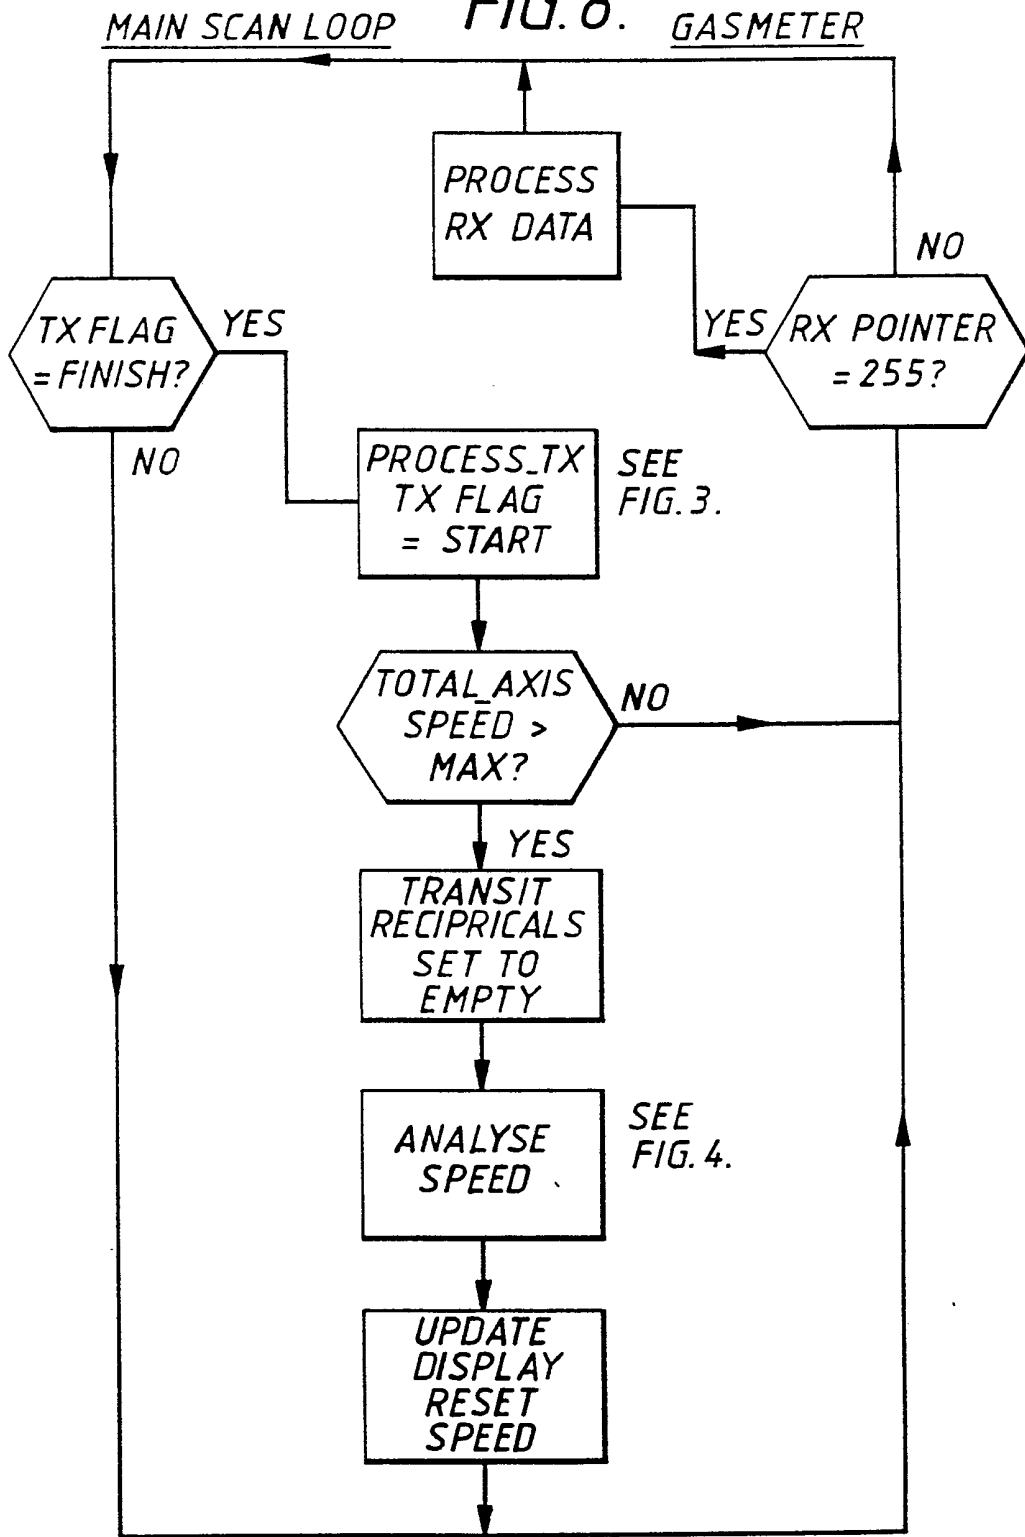 FIG. 6.
MAIN SCAN LOOP
GASMETER
PROCESS
RX DATA
NO
TX FLAG
= FINISH?
YES
NO
YES
RX POINTER
= 255?
PROCESS_TX
TX FLAG
= START
SEE
FIG. 3.
TOTAL_AXIS
SPEED >
MAX?
NO
YES
TRANSIT
RECIPRICALS
SET TO
EMPTY
ANALYSE
SPEED
SEE
FIG. 4.
UPDATE
DISPLAY
RESET
SPEED